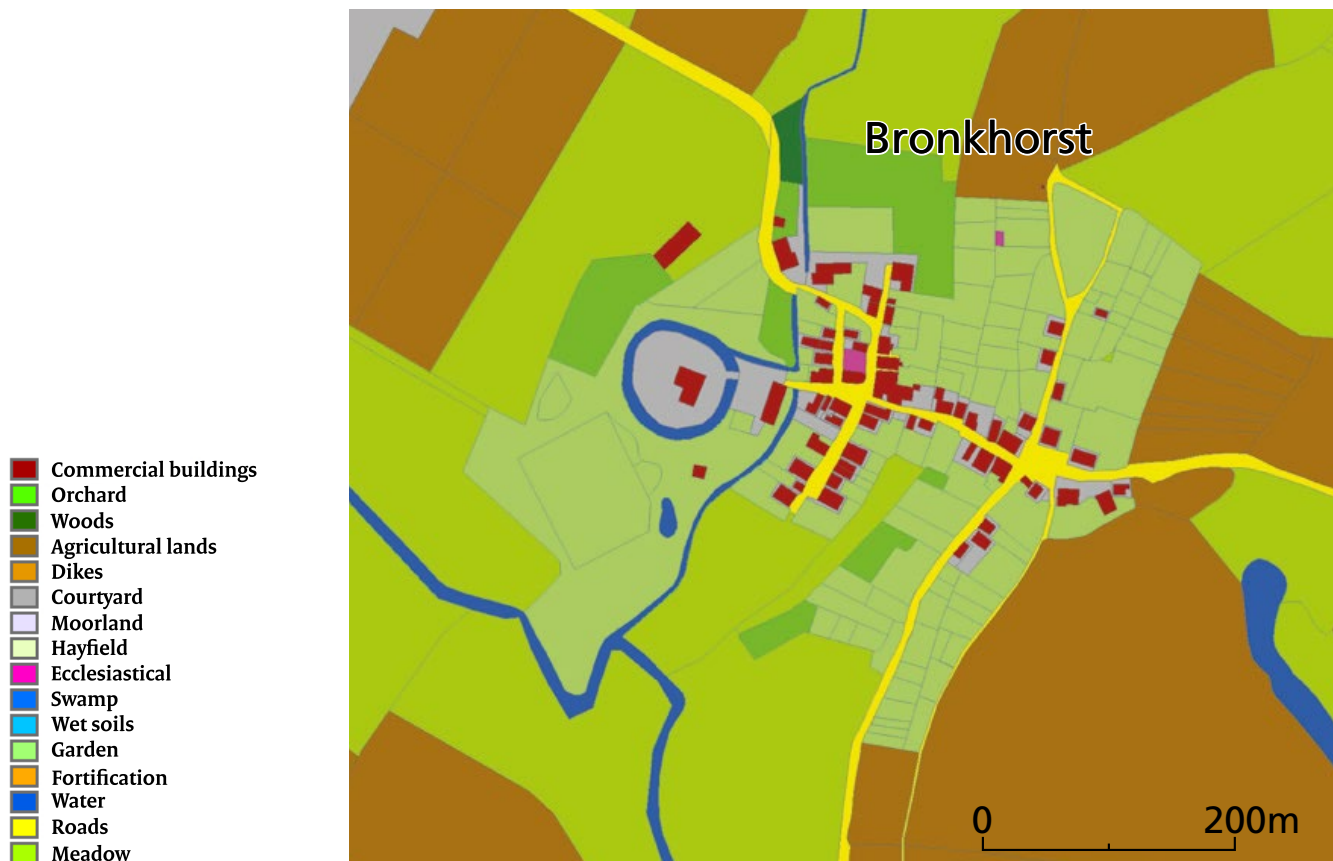 Bronkhorst
Commercial buildings
Orchard
Woods
Agricultural lands
Dikes
Courtyard
Moorland
Hayfield
Ecclesiastical
Swamp
Wet soils
Garden
Fortification
Water
Roads
Meadow
0 200m